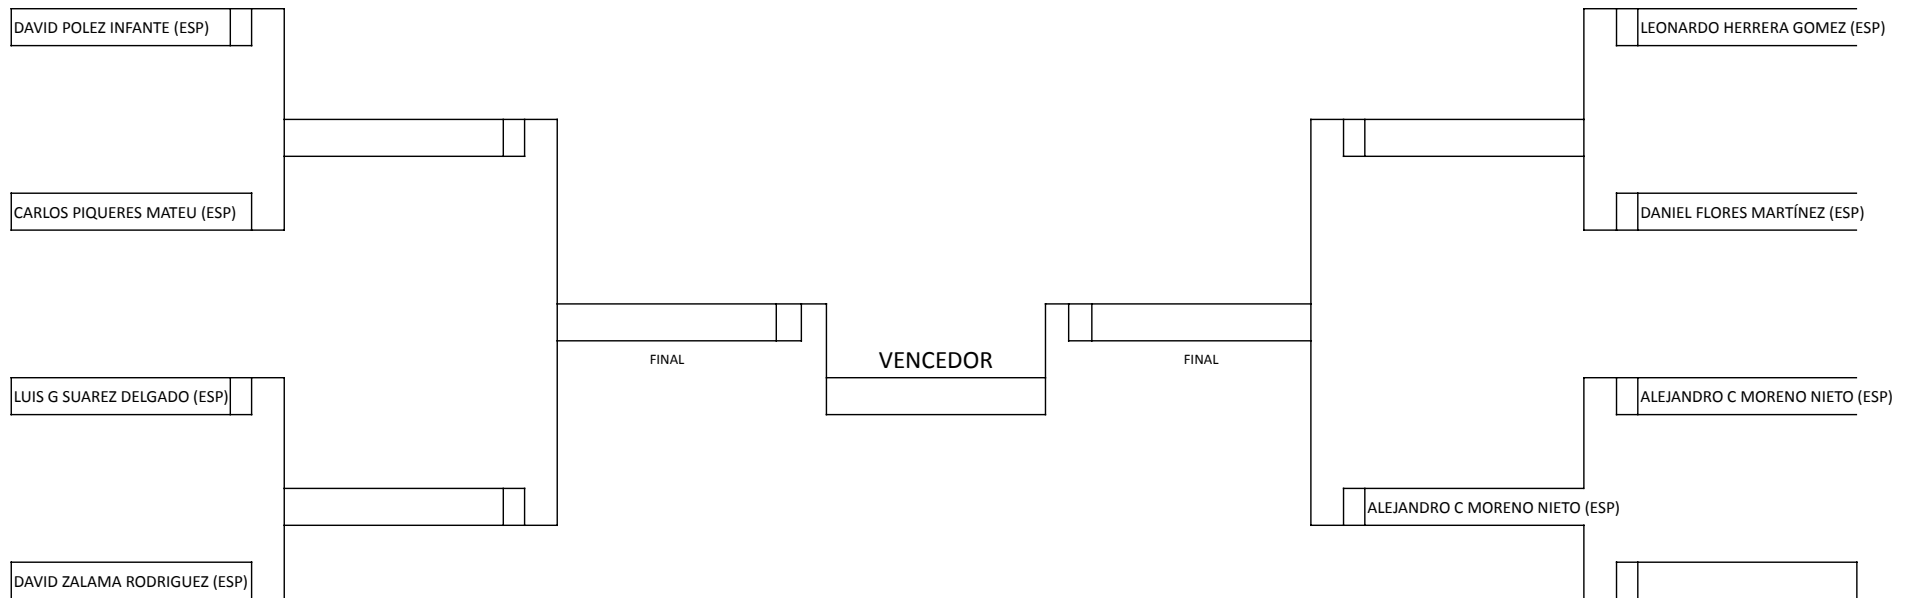 DAVID POLEZ INFANTE (ESP)
LEONARDO HERRERA GOMEZ (ESP)
CARLOS PIQUERES MATEU (ESP)
DANIEL FLORES MARTÍNEZ (ESP)
FINAL
VENCEDOR
FINAL
LUIS G SUAREZ DELGADO (ESP)
ALEJANDRO C MORENO NIETO (ESP)
ALEJANDRO C MORENO NIETO (ESP)
DAVID ZALAMA RODRIGUEZ (ESP)